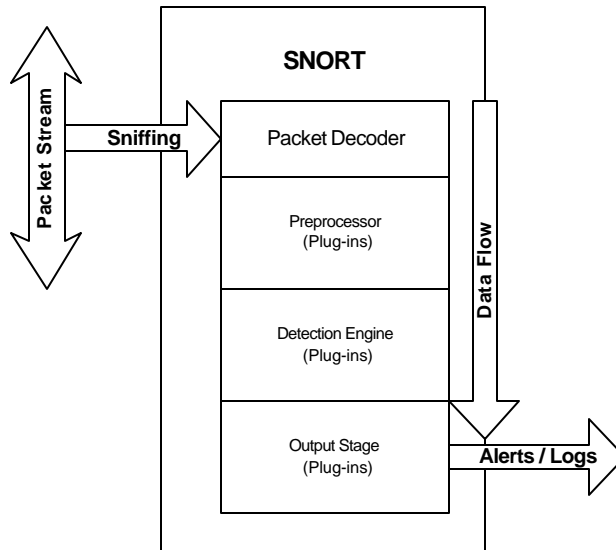 SNORT
Packet Stream
Sniffing
Packet Decoder
Preprocessor
(Plug-ins)
Data Flow
Detection Engine
(Plug-ins)
Output Stage
(Plug-ins)
Alerts / Logs